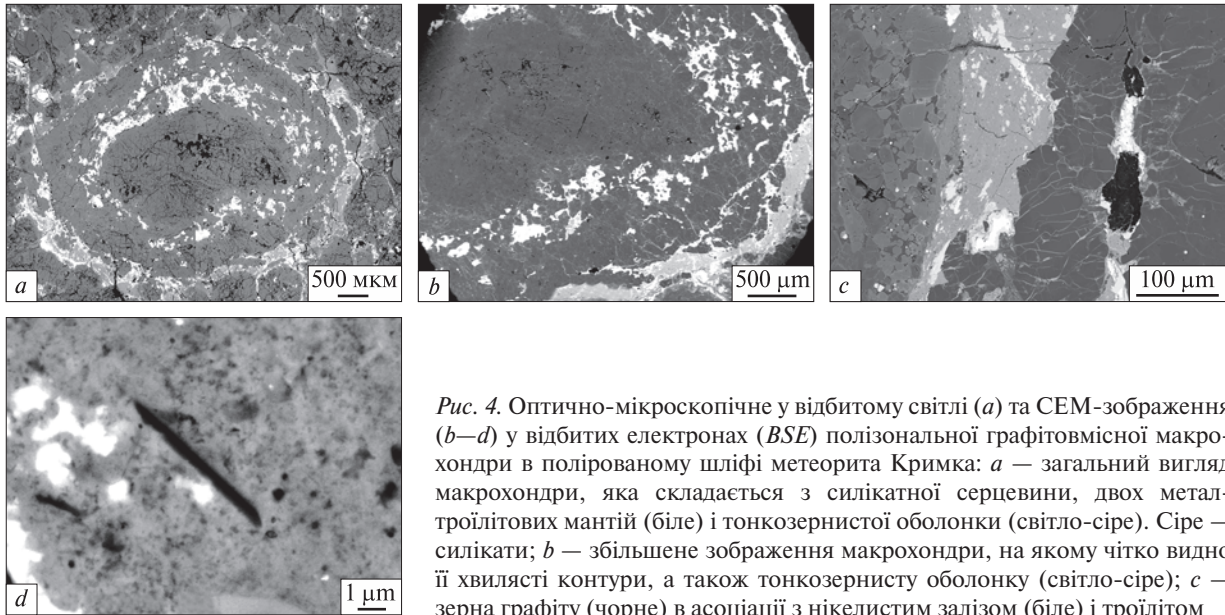 a
500 мкм
b
500 µm
c
100 µm
d
1 µm
Рис. 4. Оптично-мікроскопічне у відбитому світлі (a) та СЕМ-зображення
(b—d) у відбитих електронах (BSE) полізональної графітовмісної макро-
хондри в полірованому шліфі метеорита Кримка: a — загальний вигляд
макрохондри, яка складається з силікатної серцевини, двох метал-
троїлітових мантій (біле) і тонкозернистої оболонки (світло-сіре). Сіре —
силікати; b — збільшене зображення макрохондри, на якому чітко видно
її хвилясті контури, а також тонкозернисту оболонку (світло-сіре); c —
зерна графіту (чорне) в асоціації з нікелистим залізом (біле) і троїлітом